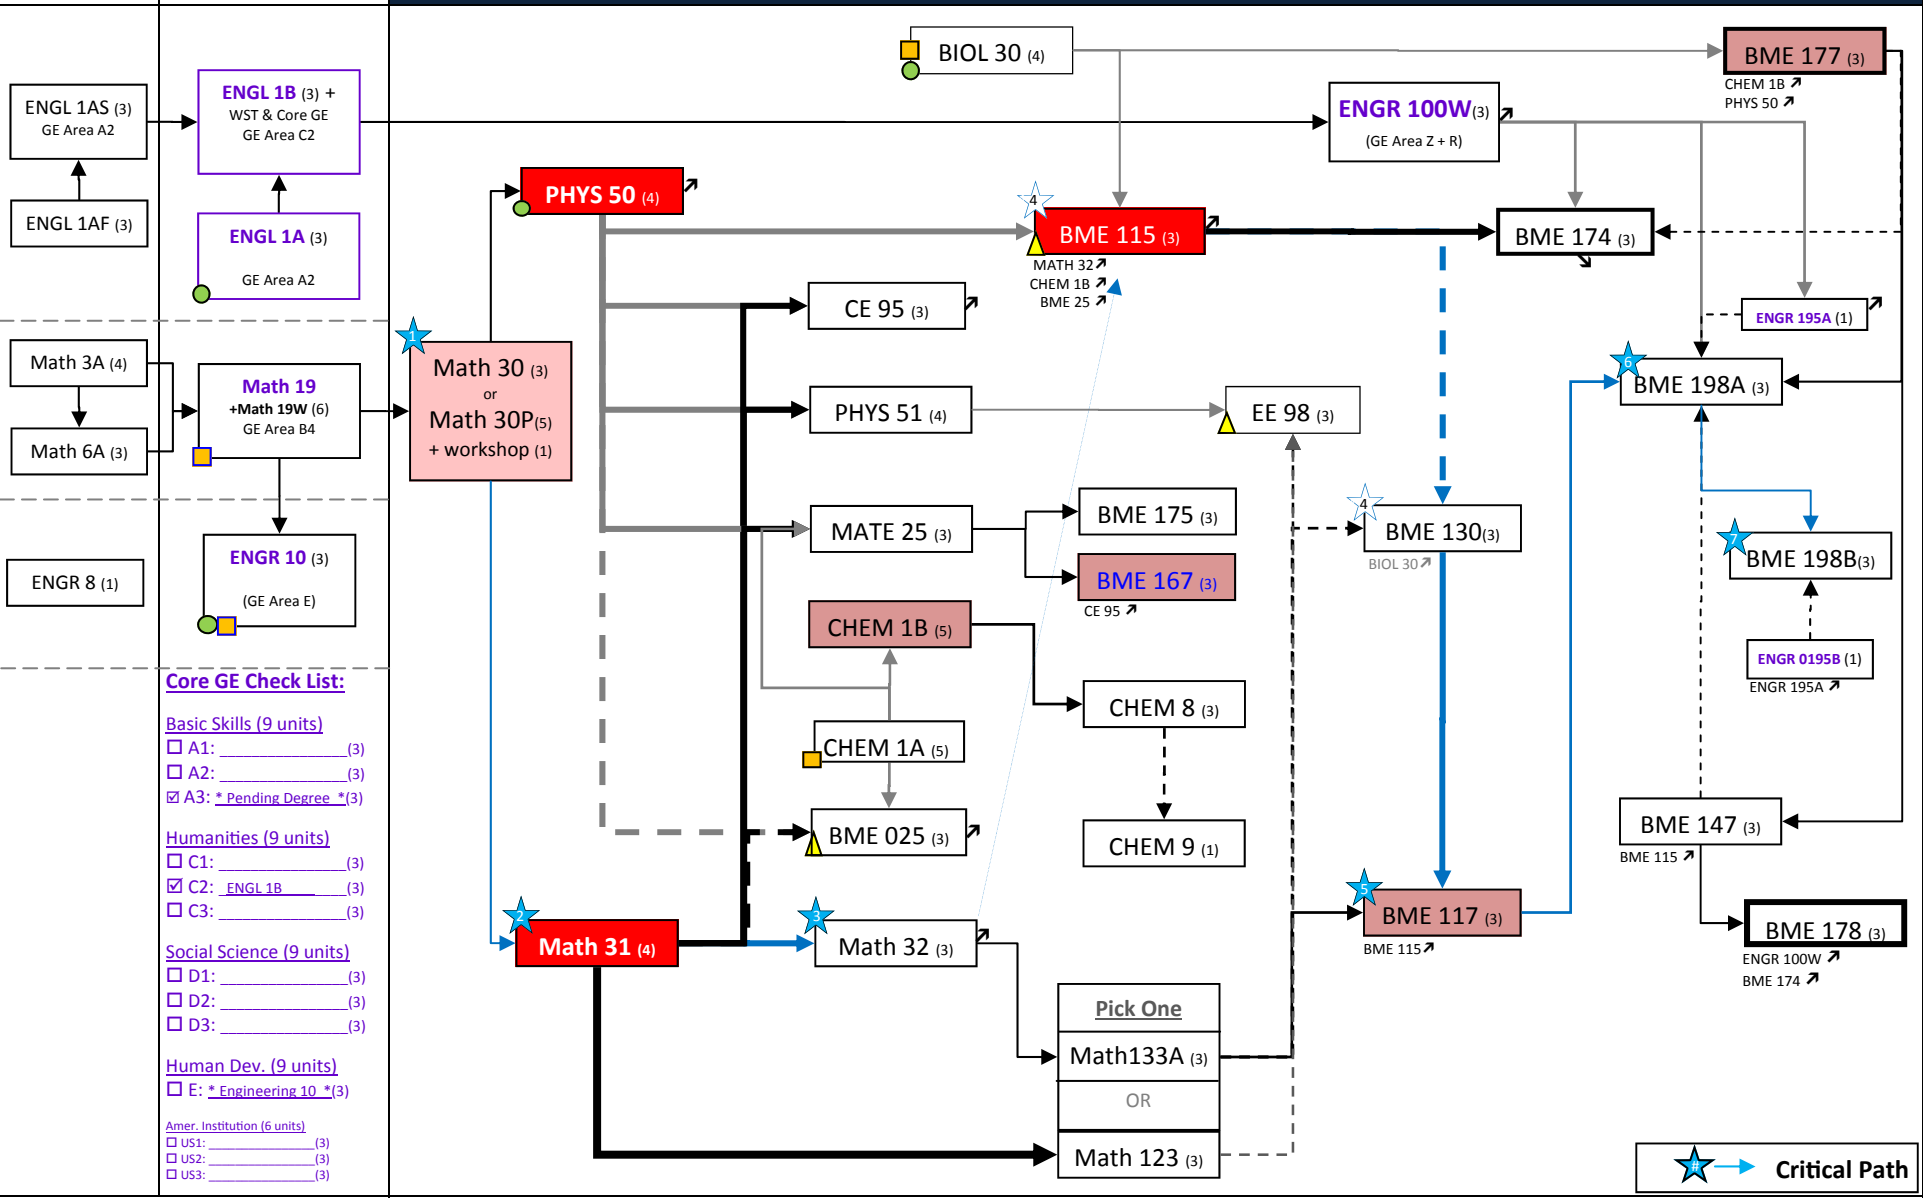 BIOL 30 (4)
BME 177 (3)
CHEM 1B
PHYS 50
ENGL 1AS (3)
GE Area A2
ENGL 1B (3) +
WST & Core GE
GE Area C2
ENGR 100W(3)
(GE Area Z + R)
ENGL 1AF (3)
ENGL 1A (3)
GE Area A2
PHYS 50 (4)
4
BME 115 (3)
MATH 32
CHEM 1B
BME 25
BME 174 (3)
CE 95 (3)
ENGR 195A (1)
Math 3A (4)
Math 6A (3)
Math 19
+Math 19W (6)
GE Area B4
1
Math 30 (3)
or
Math 30P(5)
+ workshop (1)
PHYS 51 (4)
EE 98 (3)
6
BME 198A (3)
MATE 25 (3)
BME 175 (3)
BME 167 (3)
CE 95
4
BME 130(3)
BIOL 30
7
BME 198B(3)
ENGR 0195B (1)
ENGR 195A
ENGR 8 (1)
ENGR 10 (3)
(GE Area E)
CHEM 1B (5)
CHEM 8 (3)
CHEM 1A (5)
BME 025 (3)
CHEM 9 (1)
BME 147 (3)
BME 115
2
Math 31 (4)
3
Math 32 (3)
5
BME 117 (3)
BME 115
BME 178 (3)
ENGR 100W
BME 174
Pick One
Math133A (3)
OR
Math 123 (3)
Core GE Check List:
Basic Skills (9 units)
☐ A1: ________________(3)
☐ A2: ________________(3)
☑ A3: * Pending Degree *(3)
Humanities (9 units)
☐ C1: ________________(3)
☑ C2: _ENGL 1B________(3)
☐ C3: ________________(3)
Social Science (9 units)
☐ D1: ________________(3)
☐ D2: ________________(3)
☐ D3: ________________(3)
Human Dev. (9 units)
☐ E: * Engineering 10 *(3)
Amer. Institution (6 units)
☐ US1: ________________(3)
☐ US2: ________________(3)
☐ US3: ________________(3)
# Critical Path